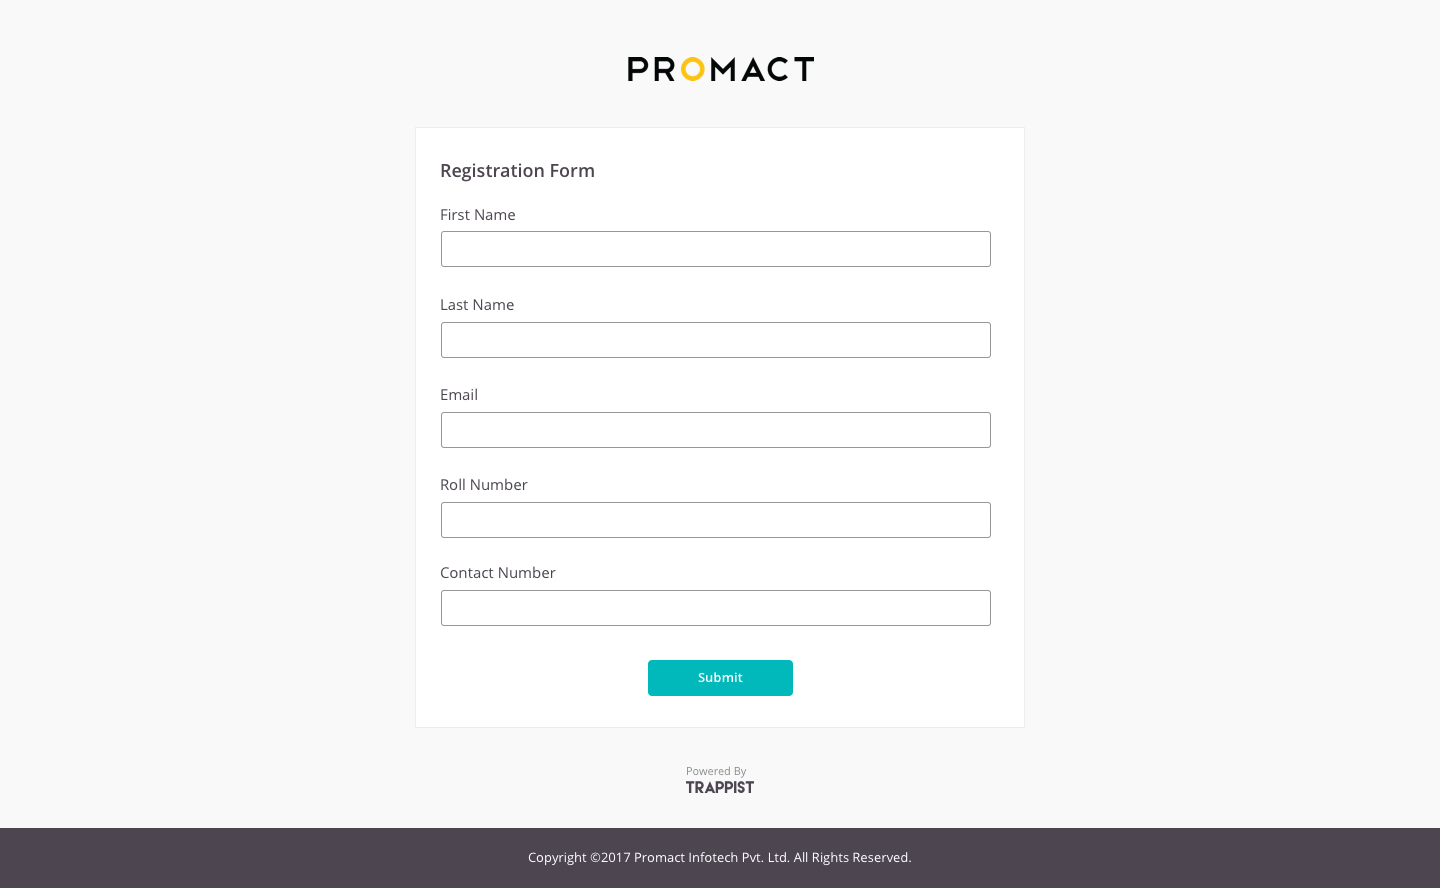 PROMACT
Registration Form
First Name
Last Name
Email
Roll Number
Contact Number
Submit
Powered By
TRAPPIST
Copyright ©2017 Promact Infotech Pvt. Ltd. All Rights Reserved.